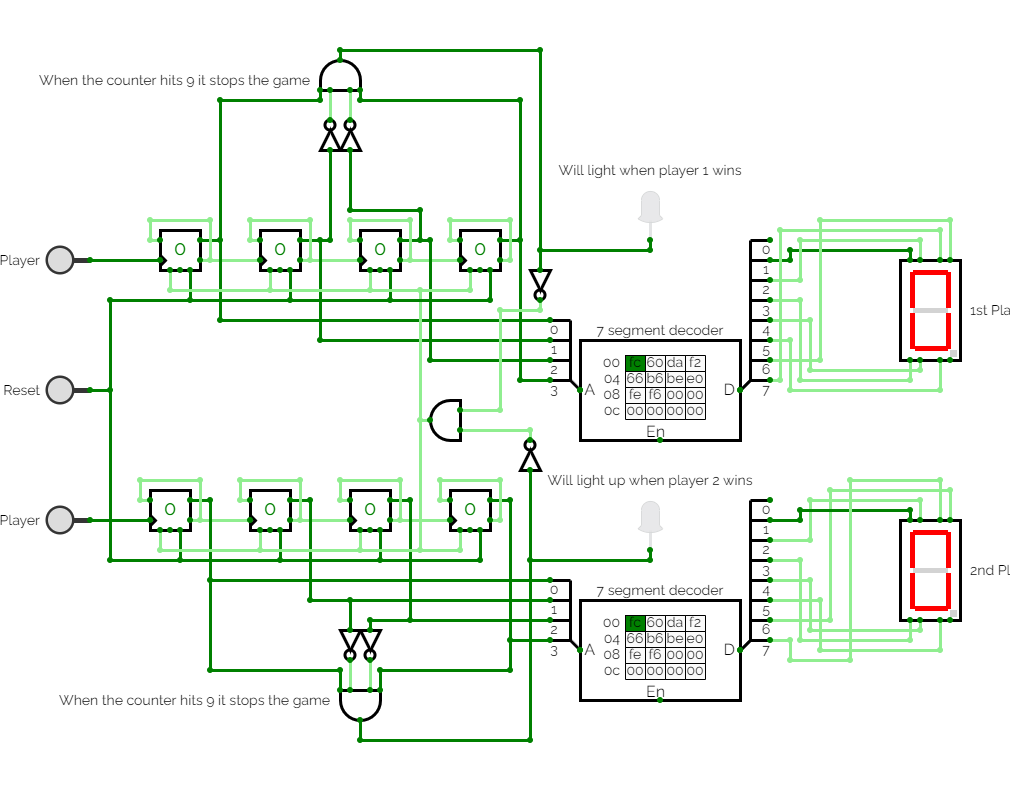 When the counter hits 9 it stops the game
Will light when player 1 wins
Player
0 0 0 0
0
1
2
3
4
5
6
7
1st Pla
7 segment decoder
0
1
2
3
A
00 fc 60 da f2
04 66 b6 be e0
08 fe f6 00 00
0c 00 00 00 00
D
En
Reset
Will light up when player 2 wins
Player
0 0 0 0
0
1
2
3
4
5
6
7
2nd Pl
7 segment decoder
0
1
2
3
A
00 fc 60 da f2
04 66 b6 be e0
08 fe f6 00 00
0c 00 00 00 00
D
En
When the counter hits 9 it stops the game